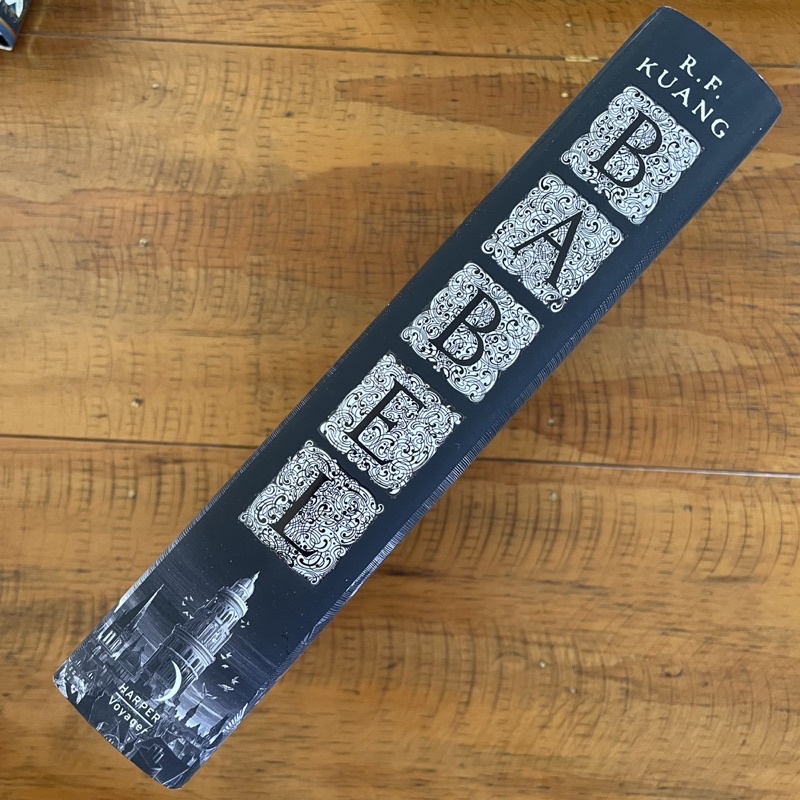 R.F.
KUANG
BABEL
HARPER
Voyager